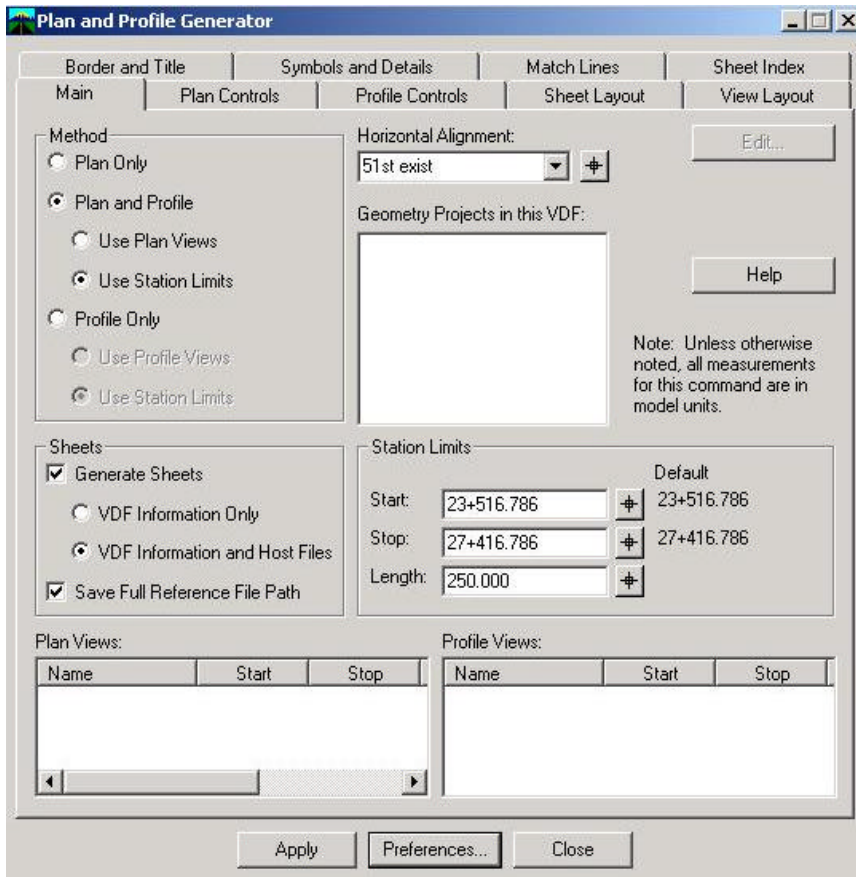 Plan and Profile Generator
Border and Title
Symbols and Details
Match Lines
Sheet Index
Main
Plan Controls
Profile Controls
Sheet Layout
View Layout
Method
Plan Only
Plan and Profile
Use Plan Views
Use Station Limits
Profile Only
Use Profile Views
Use Station Limits
Horizontal Alignment:
51st exist
Edit...
Geometry Projects in this VDF:
Help
Note: Unless otherwise
noted, all measurements
for this command are in
model units.
Sheets
Generate Sheets
VDF Information Only
VDF Information and Host Files
Save Full Reference File Path
Station Limits
Default
Start: 23+516.786 23+516.786
Stop: 27+416.786 27+416.786
Length: 250.000
Plan Views:
Name Start Stop
Profile Views:
Name Start Stop
Apply
Preferences...
Close